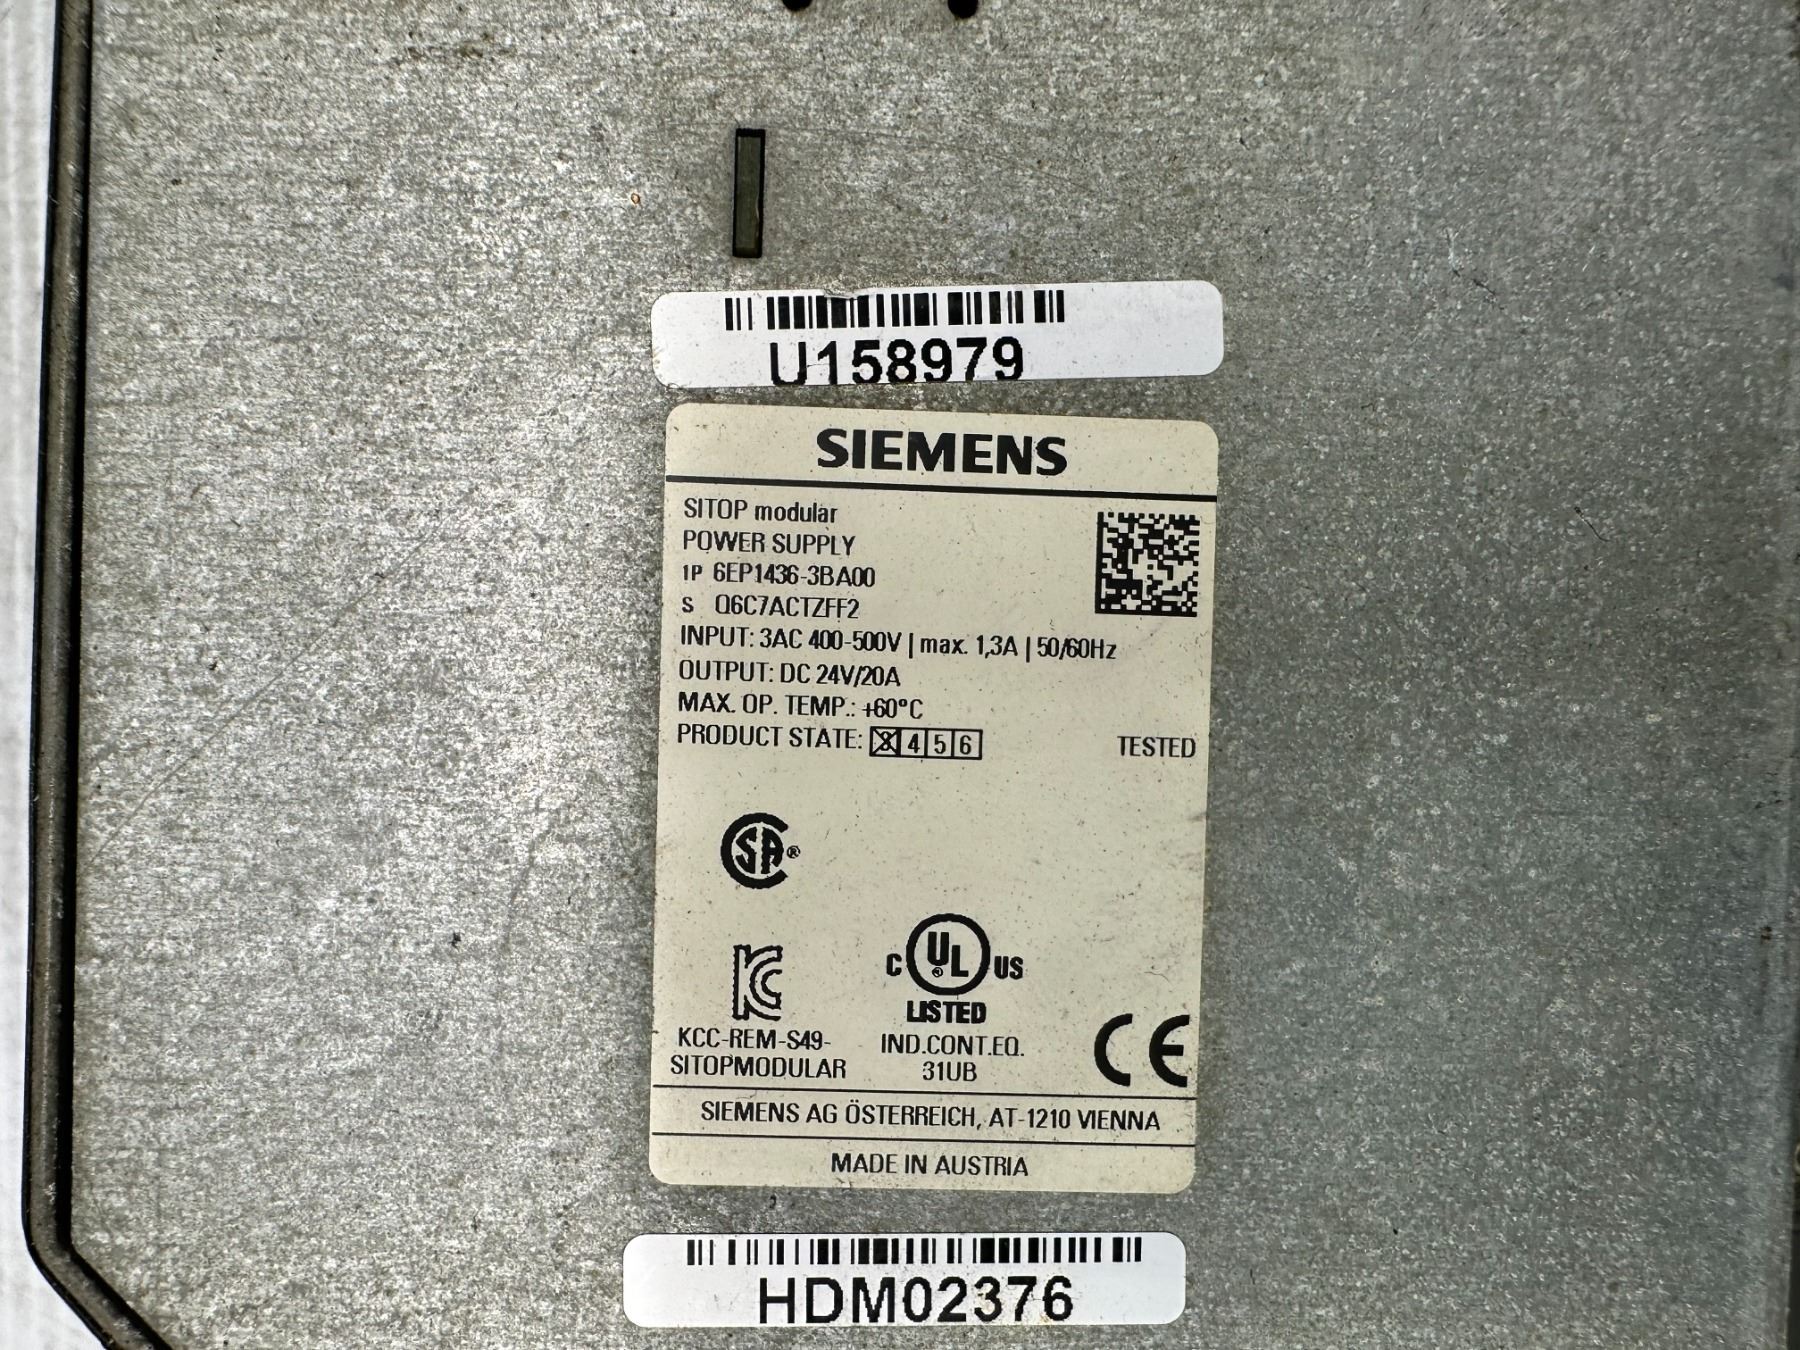 U158979
SIEMENS
SITOP modular
POWER SUPPLY
1P 6EP1436-3BA00
S Q6C7ACTZFF2
INPUT: 3AC 400-500V | max. 1,3A | 50/60Hz
OUTPUT: DC 24V/20A
MAX. OP. TEMP.: +60°C
PRODUCT STATE: 3 4 5 6 TESTED
SA ®
C UL ® US
LISTED
KCC-REM-S49- IND.CONT.EQ.
SITOPMODULAR 31UB
CE
SIEMENS AG ÖSTERREICH, AT-1210 VIENNA
MADE IN AUSTRIA
HDM02376